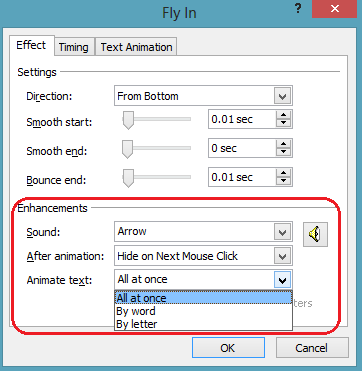 Fly In
?
Effect Timing Text Animation
Settings
Direction: From Bottom
Smooth start: 0.01 sec
Smooth end: 0 sec
Bounce end: 0.01 sec
Enhancements
Sound: Arrow
After animation: Hide on Next Mouse Click
Animate text: All at once
All at once
By word
By letter
OK Cancel